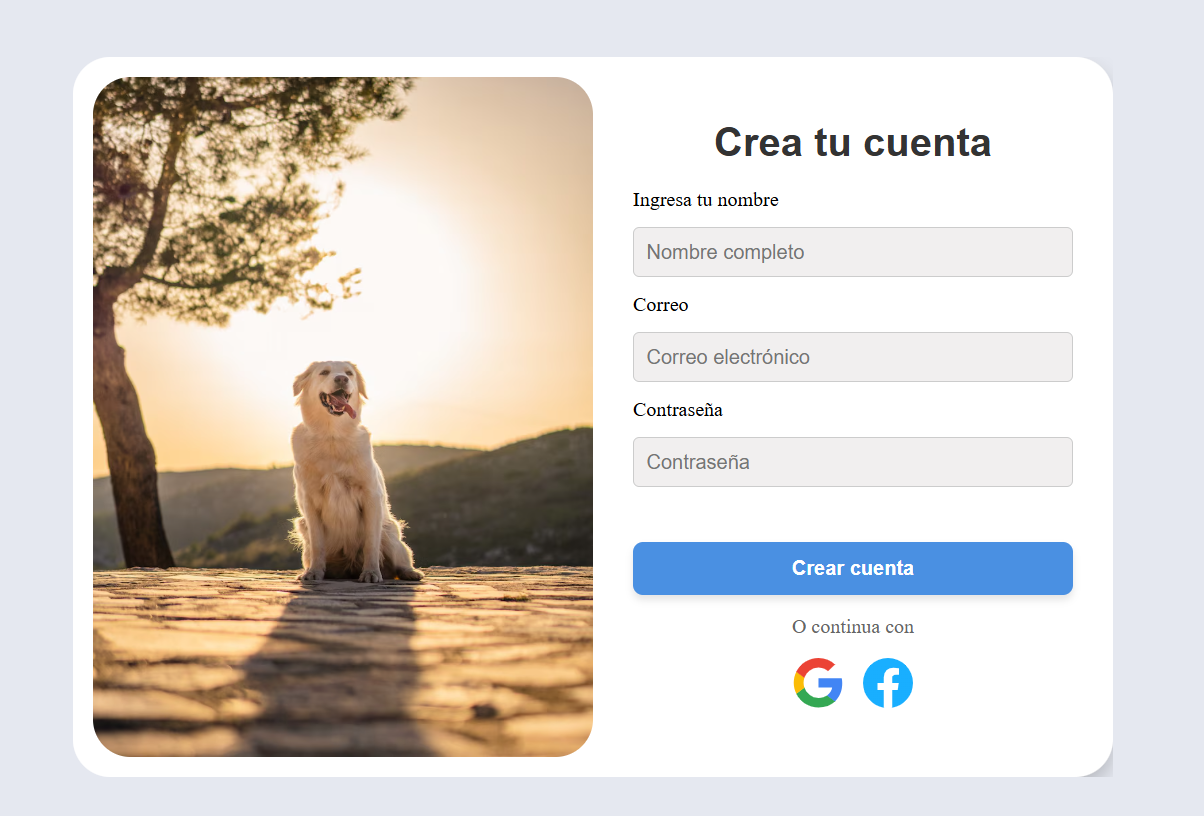 Crea tu cuenta
Ingresa tu nombre
Nombre completo
Correo
Correo electrónico
Contraseña
Contraseña
Crear cuenta
O continua con